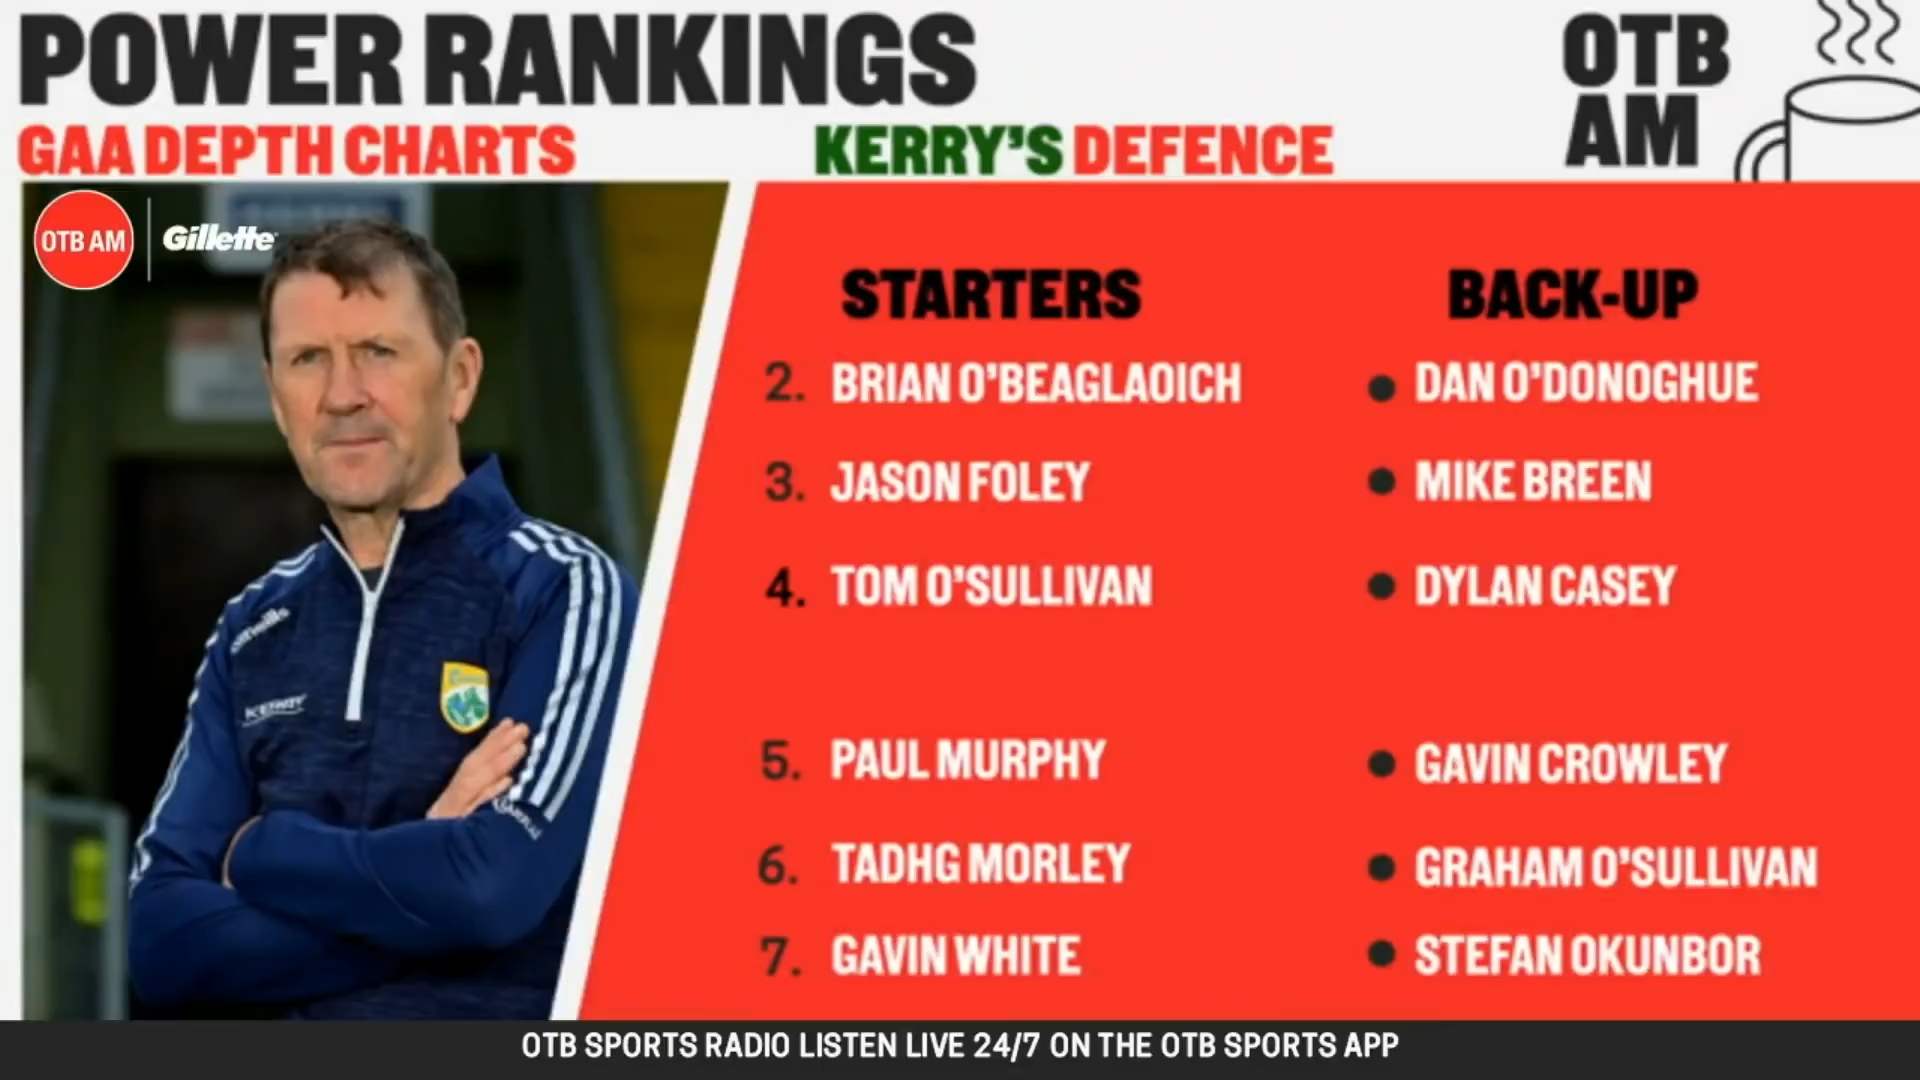 POWER RANKINGS
OTB
AM
GAA DEPTH CHARTS
KERRY'S DEFENCE
OTB AM
Gillette
STARTERS
BACK-UP
2. BRIAN O'BEAGLAOICH
DAN O'DONOGHUE
3. JASON FOLEY
MIKE BREEN
4. TOM O'SULLIVAN
DYLAN CASEY
5. PAUL MURPHY
GAVIN CROWLEY
6. TADHG MORLEY
GRAHAM O'SULLIVAN
7. GAVIN WHITE
STEFAN OKUNBOR
o'neills
KERRY
OTB SPORTS RADIO LISTEN LIVE 24/7 ON THE OTB SPORTS APP